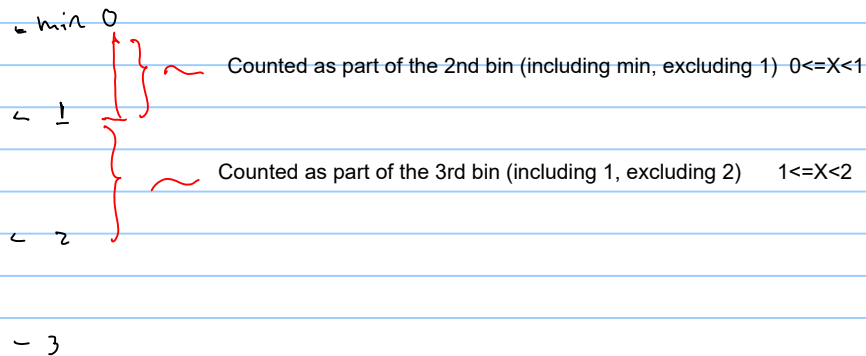 - min 0
Counted as part of the 2nd bin (including min, excluding 1) 0<=X<1
- 1
Counted as part of the 3rd bin (including 1, excluding 2) 1<=X<2
- 2
- 3